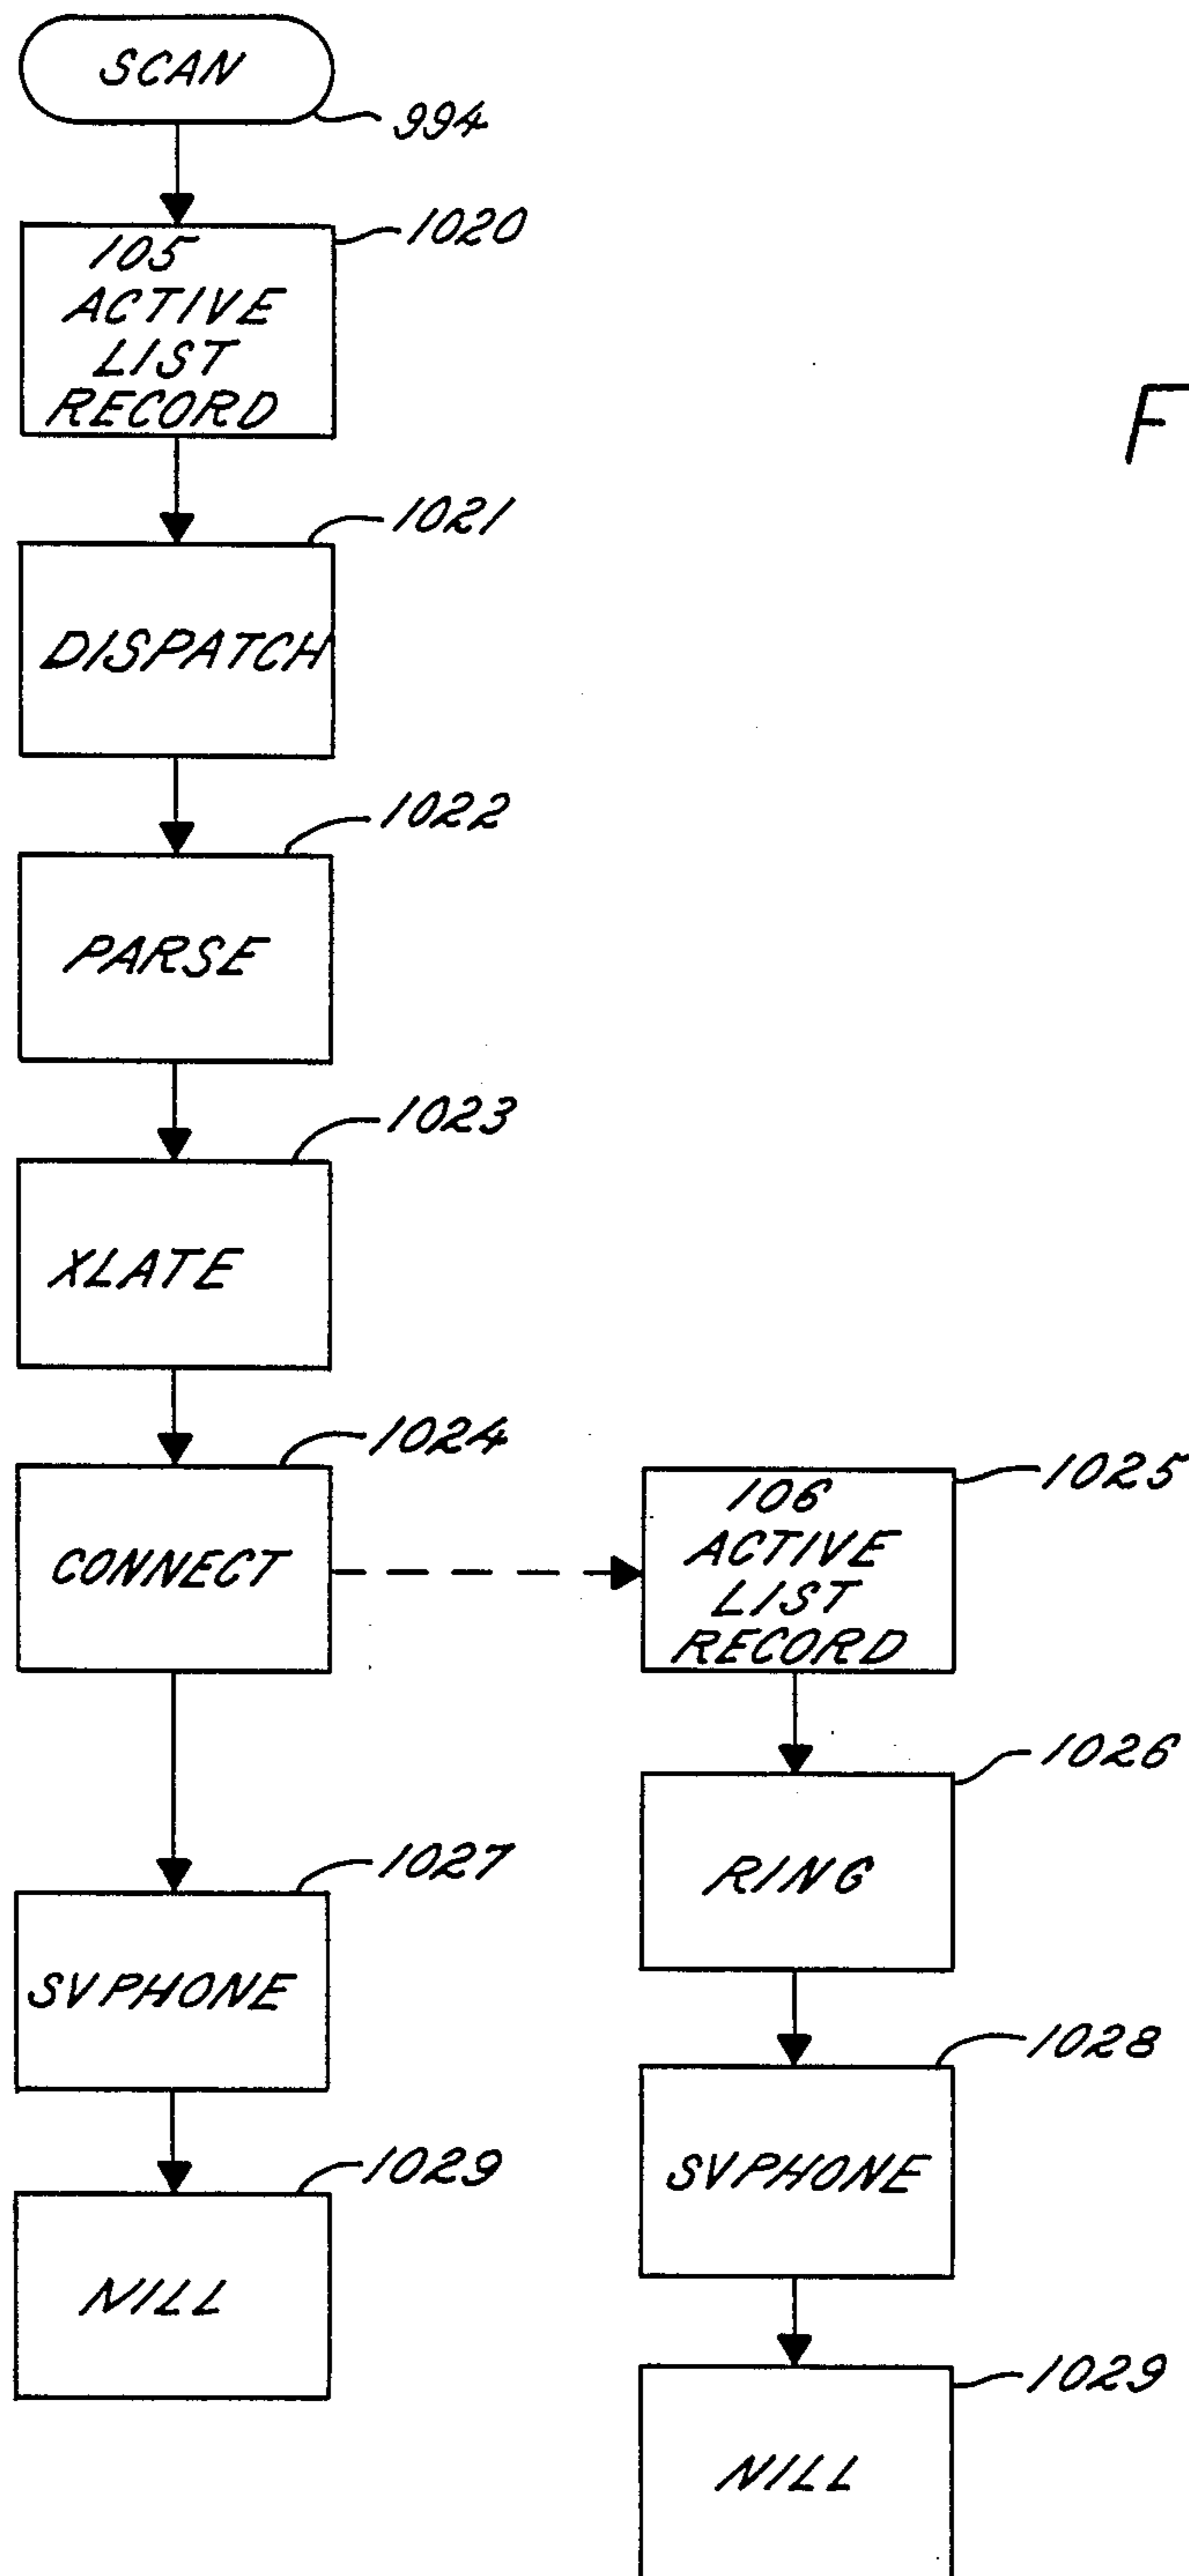 SCAN
994
1020
105
ACTIVE
LIST
RECORD
F
1021
DISPATCH
1022
PARSE
1023
XLATE
1024
CONNECT
1025
106
ACTIVE
LIST
RECORD
1026
RING
1027
SVPHONE
1028
SVPHONE
1029
NILL
1029
NILL